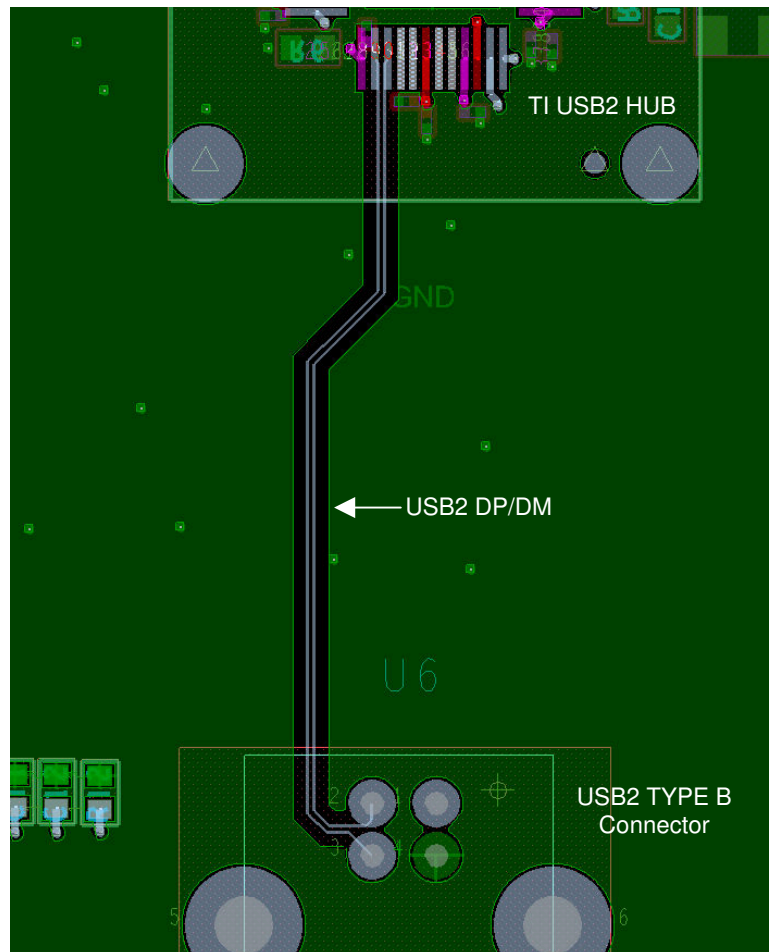 TI USB2 HUB
GND
USB2 DP/DM
U6
USB2 TYPE B
Connector
2
1
3
4
5
6